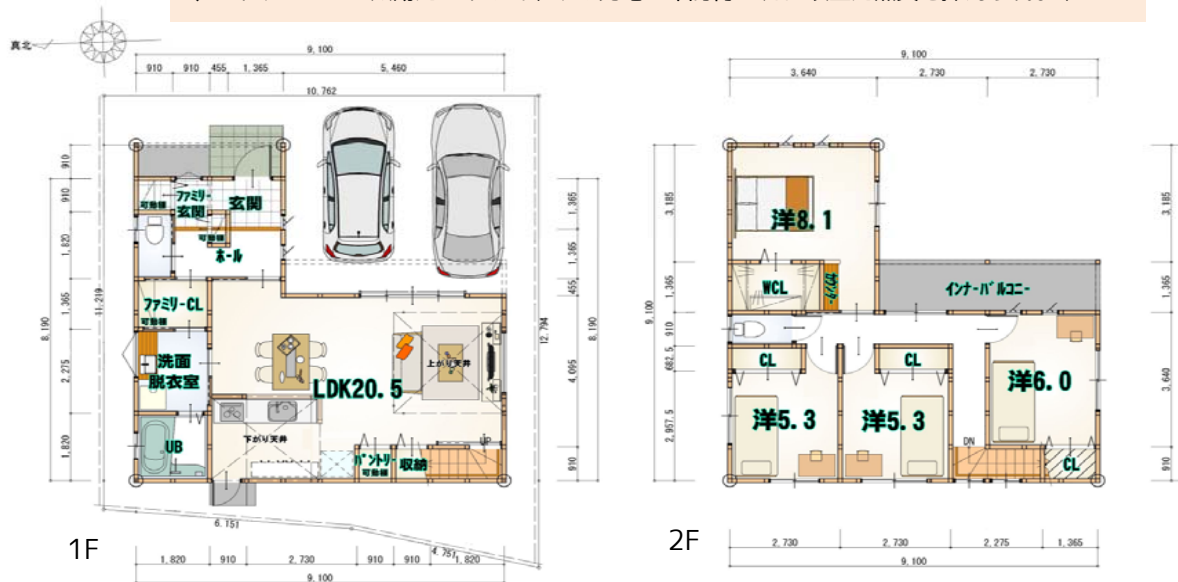 真北
9,100
910 910 455 1,365 5,460
10.762
910
910
1,820
1,365
2,275
1,820
8,190
11.219
可動棚
ファミリー
玄関
玄関
可動棚
ホール
ファミリーCL
可動棚
洗面
脱衣室
UB
LDK20.5
上がり天井
下がり天井
パントリー
可動棚
収納
UP
1,365
1,365
455
4,095
910
8,190
12.794
6.151
4.751
1,820 910 2,730 910 910 1,820
9,100
1F
9,100
3,640 2,730 2,730
3,185
1,365
910
682.5
2,957.5
9,100
洋8.1
WCL
カウンター
インナーバルコニー
CL
CL
洋6.0
洋5.3
洋5.3
DN
CL
3,185
1,365
3,640
910
2,730 2,730 2,275 1,365
9,100
2F